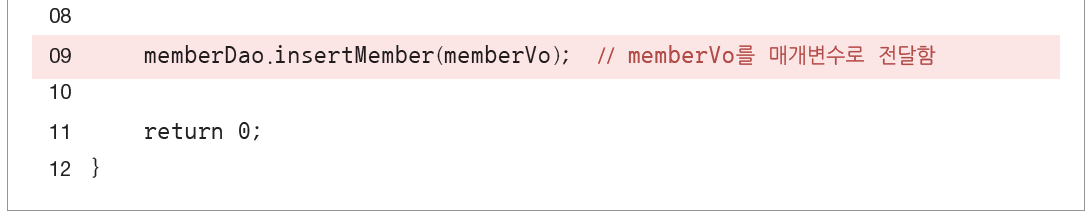 08
09 memberDao.insertMember(memberVo); // memberVo를 매개변수로 전달함
10
11 return 0;
12 }